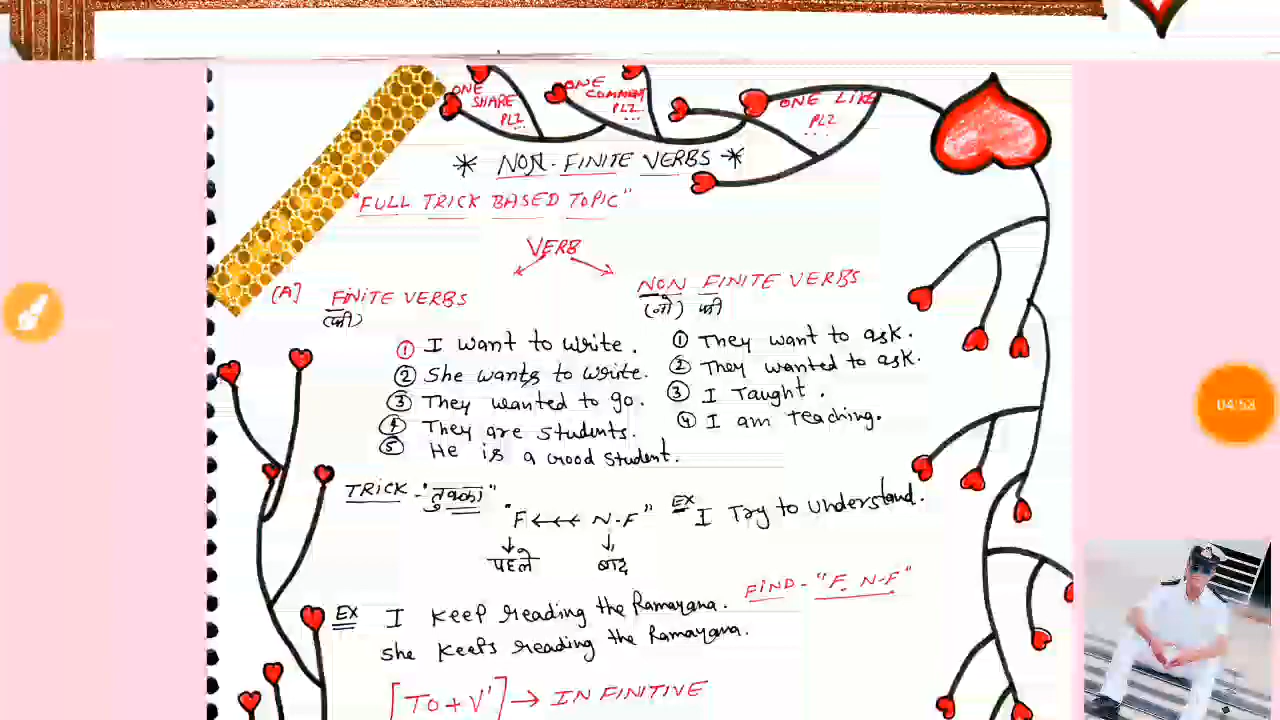 ONE SHARE PLZ...
ONE COMMENT PLZ...
ONE LIKE PLZ...
* NON-FINITE VERBS *
"FULL TRICK BASED TOPIC"
VERB
[A] FINITE VERBS
(फनी)
① I want to write.
② She wants to write.
③ They wanted to go.
④ They are students.
⑤ He is a Good student.
NON FINITE VERBS
(नो) फनी
① They want to ask.
② They wanted to ask.
③ I Taught.
④ I am Teaching.
TRICK-
"F ← ← ← N-F"
पहले बाद
EX I Try to understand.
FIND-"F. N-F"
EX I keep reading the Ramayana.
She keeps reading the Ramayana.
[TO+V'] → INFINITIVE
04:58